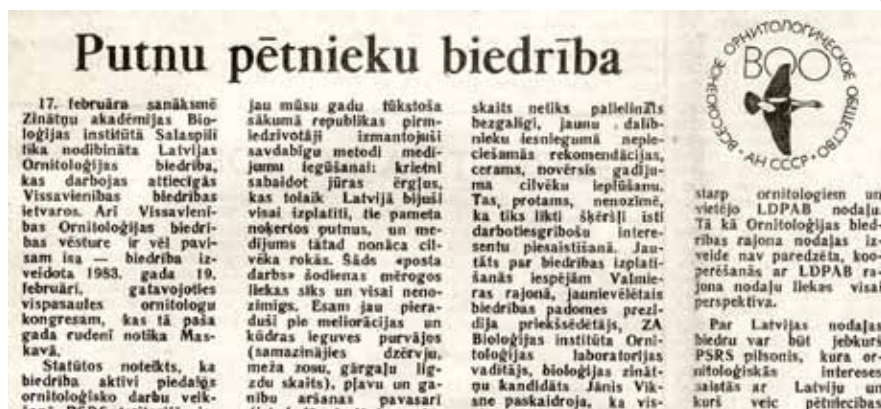 Putnu pētnieku biedrība
17. februāra sanāksmē
Zinātņu akadēmijas Bio-
loģijas institūtā Salaspilī
tika nodibināta Latvijas
Ornitoloģijas biedrība,
kas darbojas attiecīgās
Vissavienības biedrības
ietvaros. Arī Vissavienī-
bas Ornitoloģijas biedrī-
bas vēsture ir vēl pavi-
sam īsa — biedrība iz-
veidota 1983. gada 19.
februārī, gatavojoties
vispasaules ornitologu
kongresam, kas tā paša
gada rudenī notika Mas-
kavā.
Statūtos noteikts, ka
biedrība aktīvi piedalās
ornitoloģisko darbu veik-
jau mūsu gadu tūkstoša
sākumā republikas pirm-
iedzīvotāji izmantojuši
savdabīgu metodi medī-
jumu iegūšanai: krietni
sabaidot jūras ērgļus,
kas tolaik Latvijā bijuši
visai izplatīti, tie pameta
noķertos putnus, un me-
dījums tātad nonāca cil-
vēka rokās. Šāds «posta
darbs» šodienas mērogos
liekas sīks un visai neno-
zīmīgs. Esam jau piera-
duši pie meliorācijas un
kūdras ieguves purvājos
(samazinājies dzērvju,
meža zosu, gārgaļu lig-
zdu skaits), pļavu un ga-
nību aršanas pavasarī
skaits netiks palielināts
bezgalīgi, jaunu dalīb-
nieku iesniegumā nepie-
ciešamās rekomendācijas,
cerams, novērsīs gadīju-
ma cilvēku ieplūšanu.
Tas, protams, nenozīmē,
ka tiks likti šķēršļi īsti
darboties­gribošu intere-
sentu piesaistīšanā. Jau-
tāts par biedrības izplatī-
šanās iespējām Valmie-
ras rajonā, jaunievēlētais
biedrības padomes prezi-
dija priekšsēdētājs, ZA
Bioloģijas institūta Orni-
toloģijas laboratorijas
vadītājs, bioloģijas zināt-
ņu kandidāts Jānis Vīk-
sne paskaidroja, ka vis-
ВСЕСОЮЗНОЕ ОРНИТОЛОГИЧЕСКОЕ ОБЩЕСТВО
ВОО
АН СССР
starp ornitologiem un
vietējo LDPAB nodaļu.
Tā kā Ornitoloģijas bied-
rības rajona nodaļas iz-
veide nav paredzēta, koo-
perēšanās ar LDPAB ra-
jona nodaļu liekas visai
perspektīva.
Par Latvijas nodaļas
biedru var būt jebkurš
PSRS pilsonis, kura or-
nitoloģiskās intereses
saistās ar Latviju un
kurš veic pētniecības